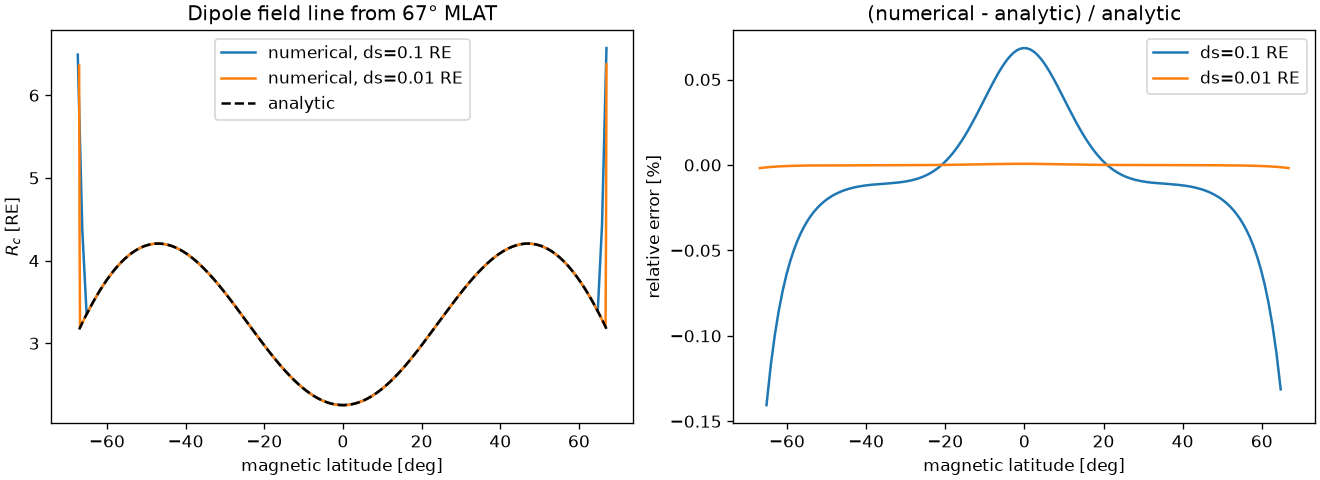 Dipole field line from 67° MLAT
numerical, ds=0.1 RE
numerical, ds=0.01 RE
analytic
6
5
4
3
R_c [RE]
−60 −40 −20 0 20 40 60
magnetic latitude [deg]
(numerical - analytic) / analytic
ds=0.1 RE
ds=0.01 RE
0.05
0.00
−0.05
−0.10
−0.15
relative error [%]
−60 −40 −20 0 20 40 60
magnetic latitude [deg]